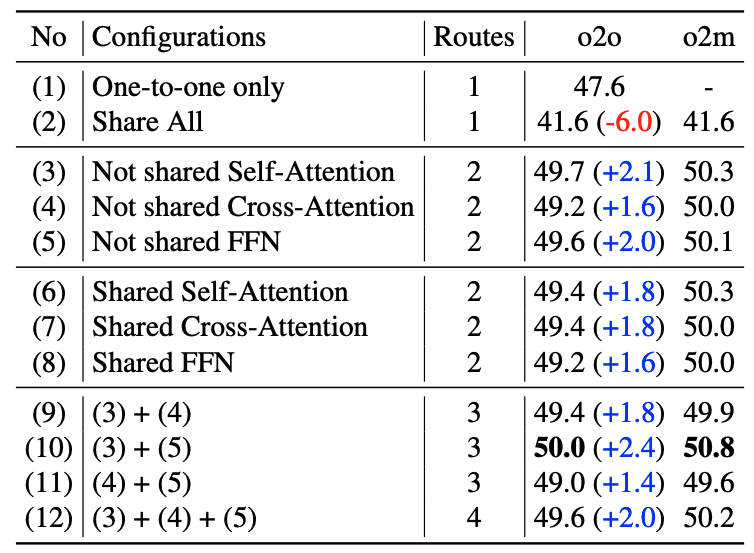 No Configurations Routes o2o o2m
(1) One-to-one only 1 47.6 -
(2) Share All 1 41.6 (-6.0) 41.6
(3) Not shared Self-Attention 2 49.7 (+2.1) 50.3
(4) Not shared Cross-Attention 2 49.2 (+1.6) 50.0
(5) Not shared FFN 2 49.6 (+2.0) 50.1
(6) Shared Self-Attention 2 49.4 (+1.8) 50.3
(7) Shared Cross-Attention 2 49.4 (+1.8) 50.0
(8) Shared FFN 2 49.2 (+1.6) 50.0
(9) (3) + (4) 3 49.4 (+1.8) 49.9
(10) (3) + (5) 3 50.0 (+2.4) 50.8
(11) (4) + (5) 3 49.0 (+1.4) 49.6
(12) (3) + (4) + (5) 4 49.6 (+2.0) 50.2